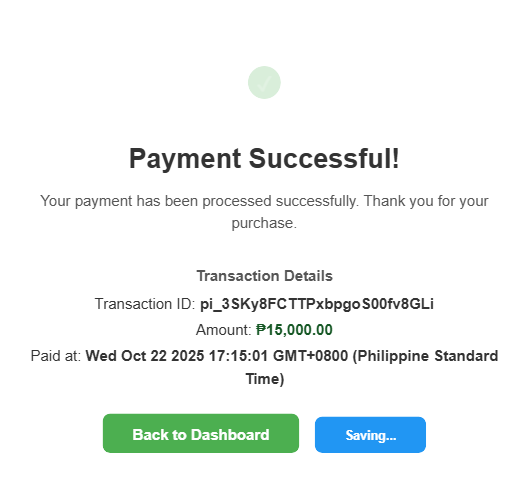 Payment Successful!
Your payment has been processed successfully. Thank you for your
purchase.
Transaction Details
Transaction ID: pi_3SKy8FCTTPxbpgoS00fv8GLi
Amount: ₱15,000.00
Paid at: Wed Oct 22 2025 17:15:01 GMT+0800 (Philippine Standard
Time)
Back to Dashboard
Saving...